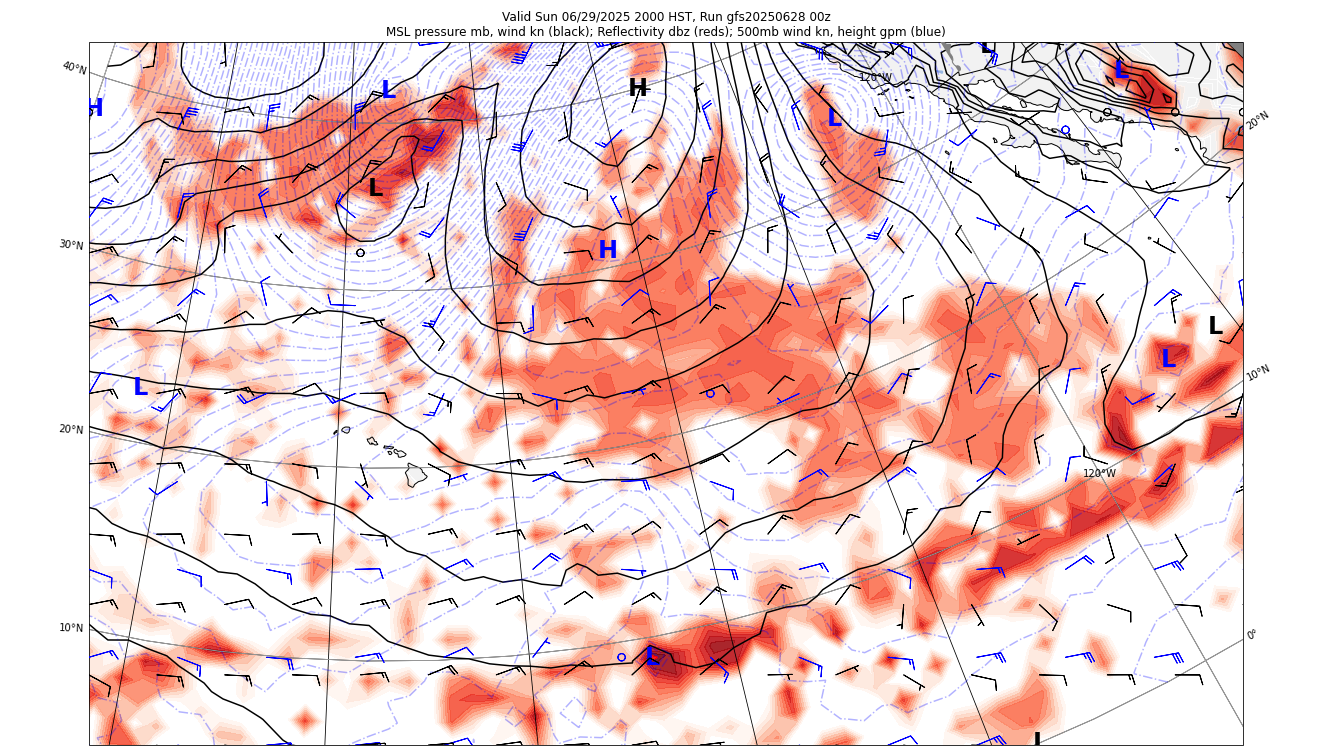 Valid Sun 06/29/2025 2000 HST, Run gfs20250628 00z
MSL pressure mb, wind kn (black); Reflectivity dbz (reds); 500mb wind kn, height gpm (blue)
L
40°N
L
120°W
L
L
H
H
L
20°N
L
30°N
H
L
L
10°N
L
20°N
120°W
10°N
0°
L
L